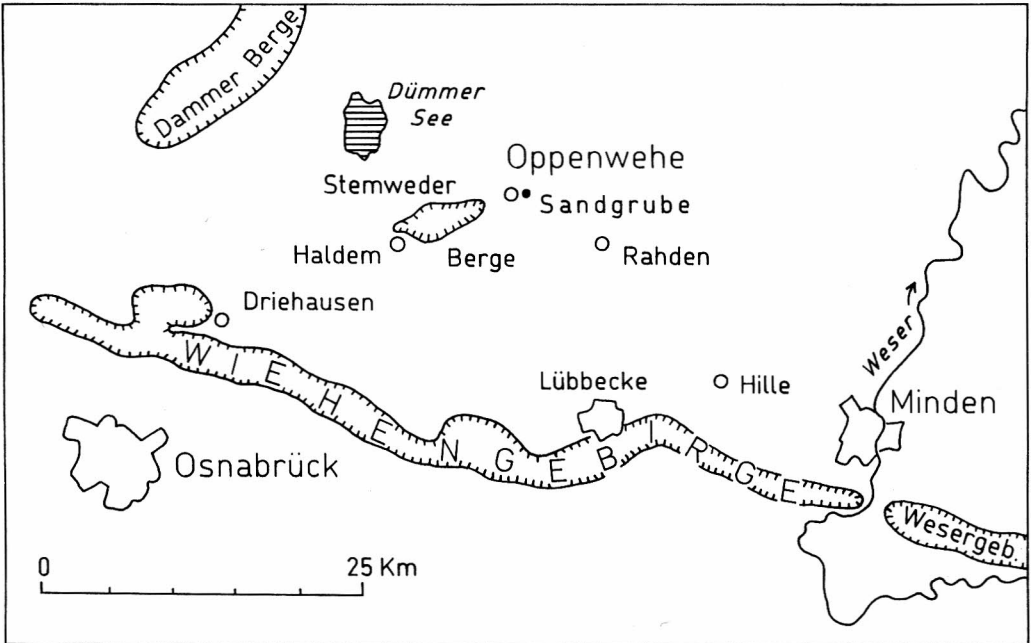 Dammer Berge
Dümmer
See
Oppenwehe
Stemweder
Sandgrube
Haldem
Berge
Rahden
Driehausen
WIEHENGEBIRGE
Weser →
Lübbecke
Hille
Minden
Osnabrück
Wesergeb.
0 25 Km